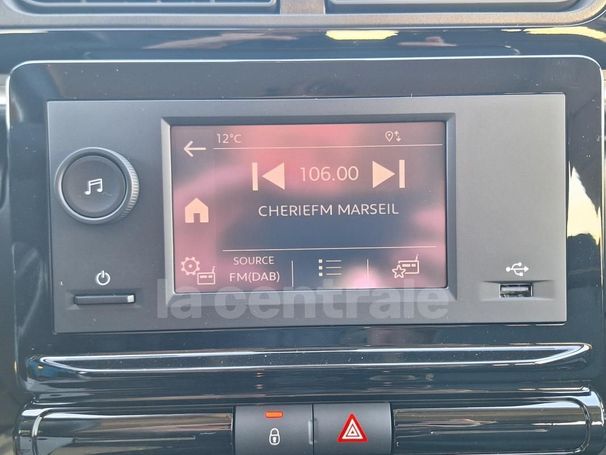 12°C
106.00
CHERIEFM MARSEIL
SOURCE
FM(DAB)
la centrale